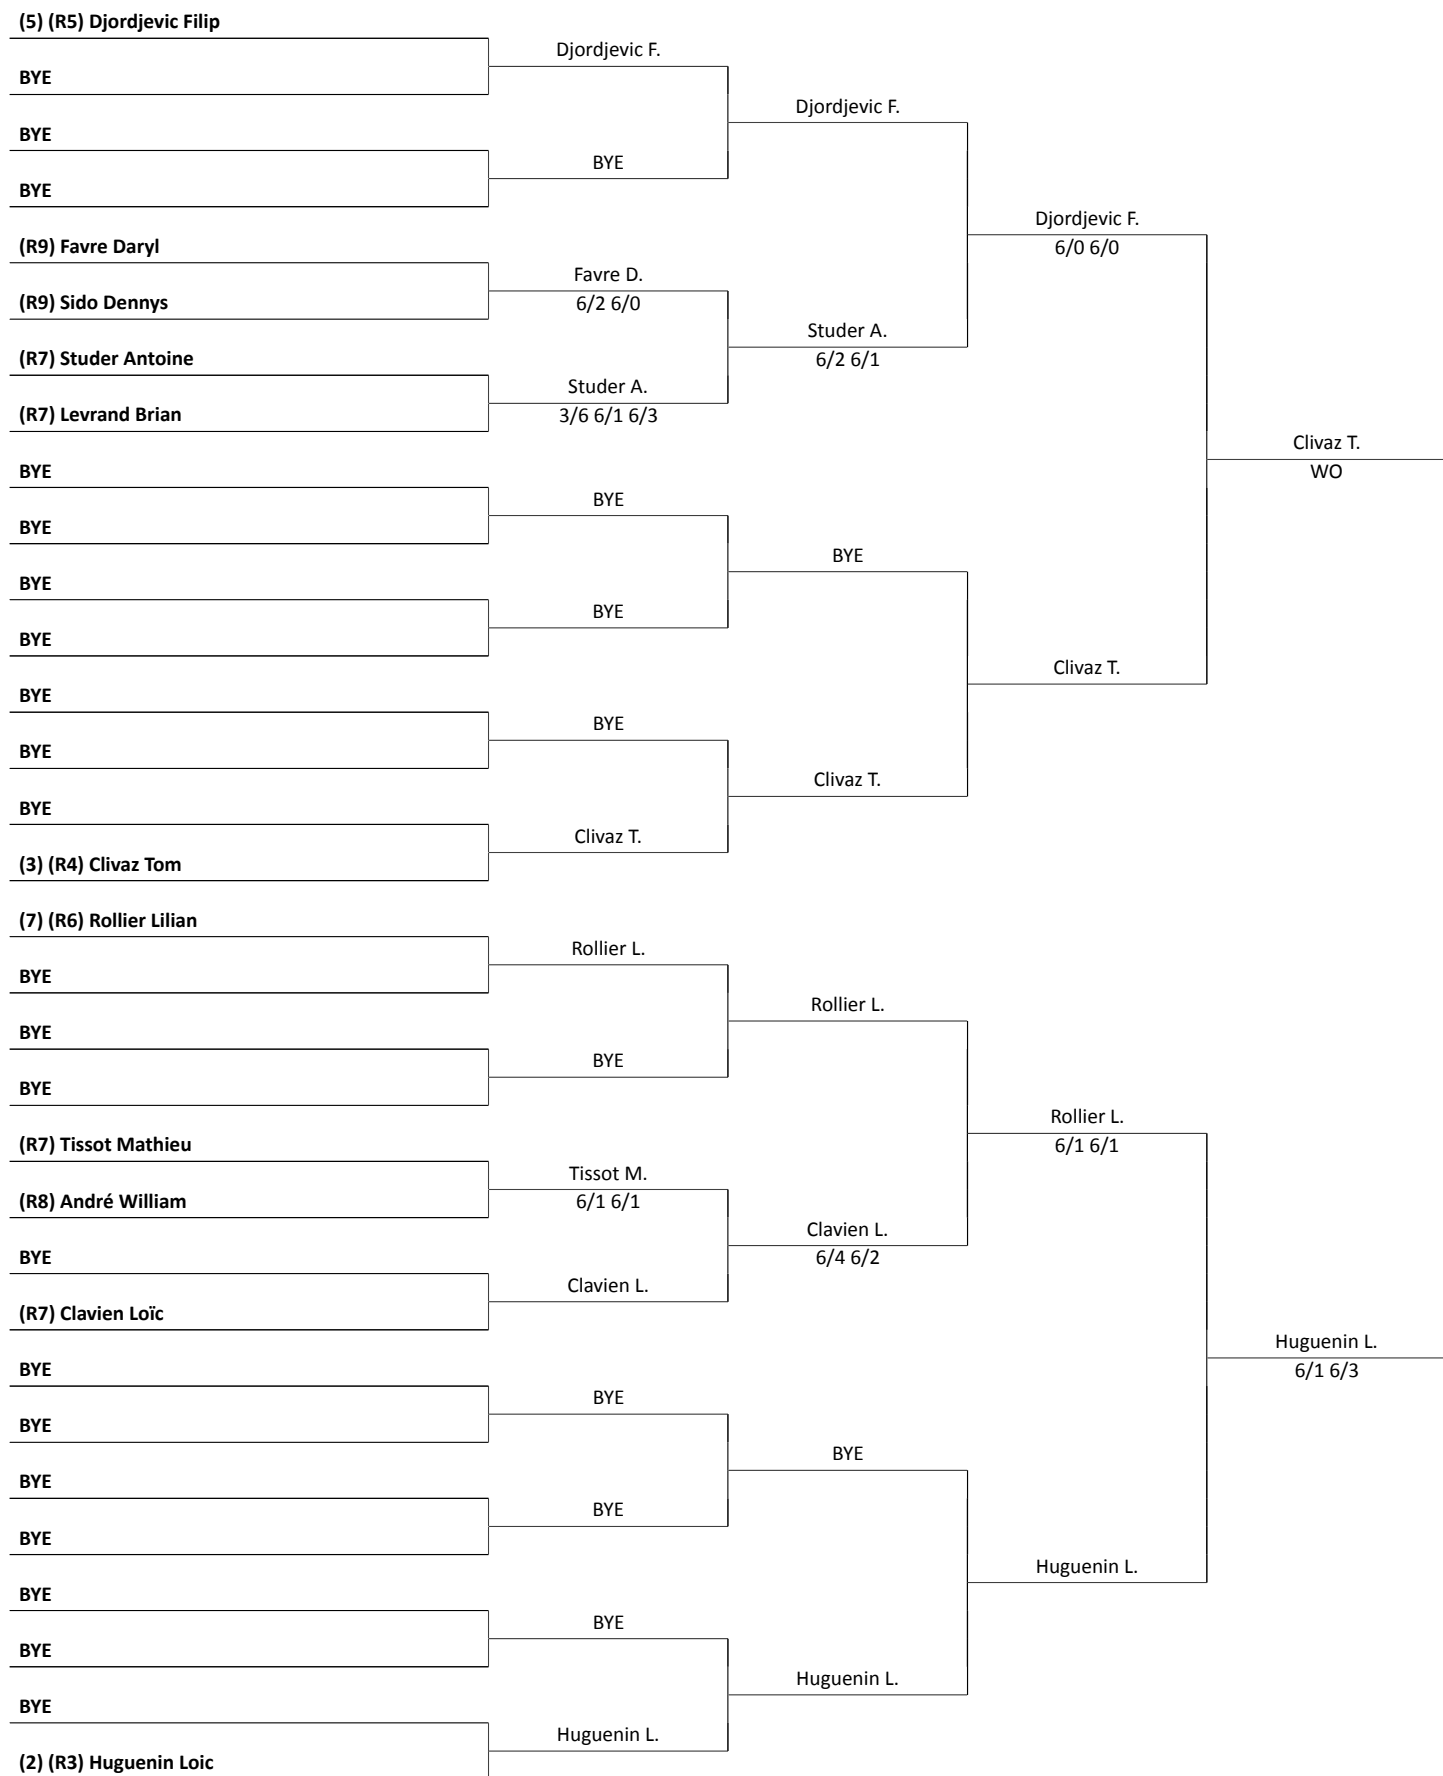 (5) (R5) Djordjevic Filip
BYE
BYE
BYE
(R9) Favre Daryl
(R9) Sido Dennys
(R7) Studer Antoine
(R7) Levrand Brian
BYE
BYE
BYE
BYE
BYE
BYE
BYE
(3) (R4) Clivaz Tom
(7) (R6) Rollier Lilian
BYE
BYE
BYE
(R7) Tissot Mathieu
(R8) André William
BYE
(R7) Clavien Loïc
BYE
BYE
BYE
BYE
BYE
BYE
BYE
(2) (R3) Huguenin Loic
Djordjevic F.
BYE
Favre D.
6/2 6/0
Studer A.
3/6 6/1 6/3
BYE
BYE
BYE
Clivaz T.
Rollier L.
BYE
Tissot M.
6/1 6/1
Clavien L.
BYE
BYE
BYE
Huguenin L.
Djordjevic F.
Studer A.
6/2 6/1
BYE
Clivaz T.
Rollier L.
Clavien L.
6/4 6/2
BYE
Huguenin L.
Djordjevic F.
6/0 6/0
Clivaz T.
Rollier L.
6/1 6/1
Huguenin L.
Clivaz T.
WO
Huguenin L.
6/1 6/3